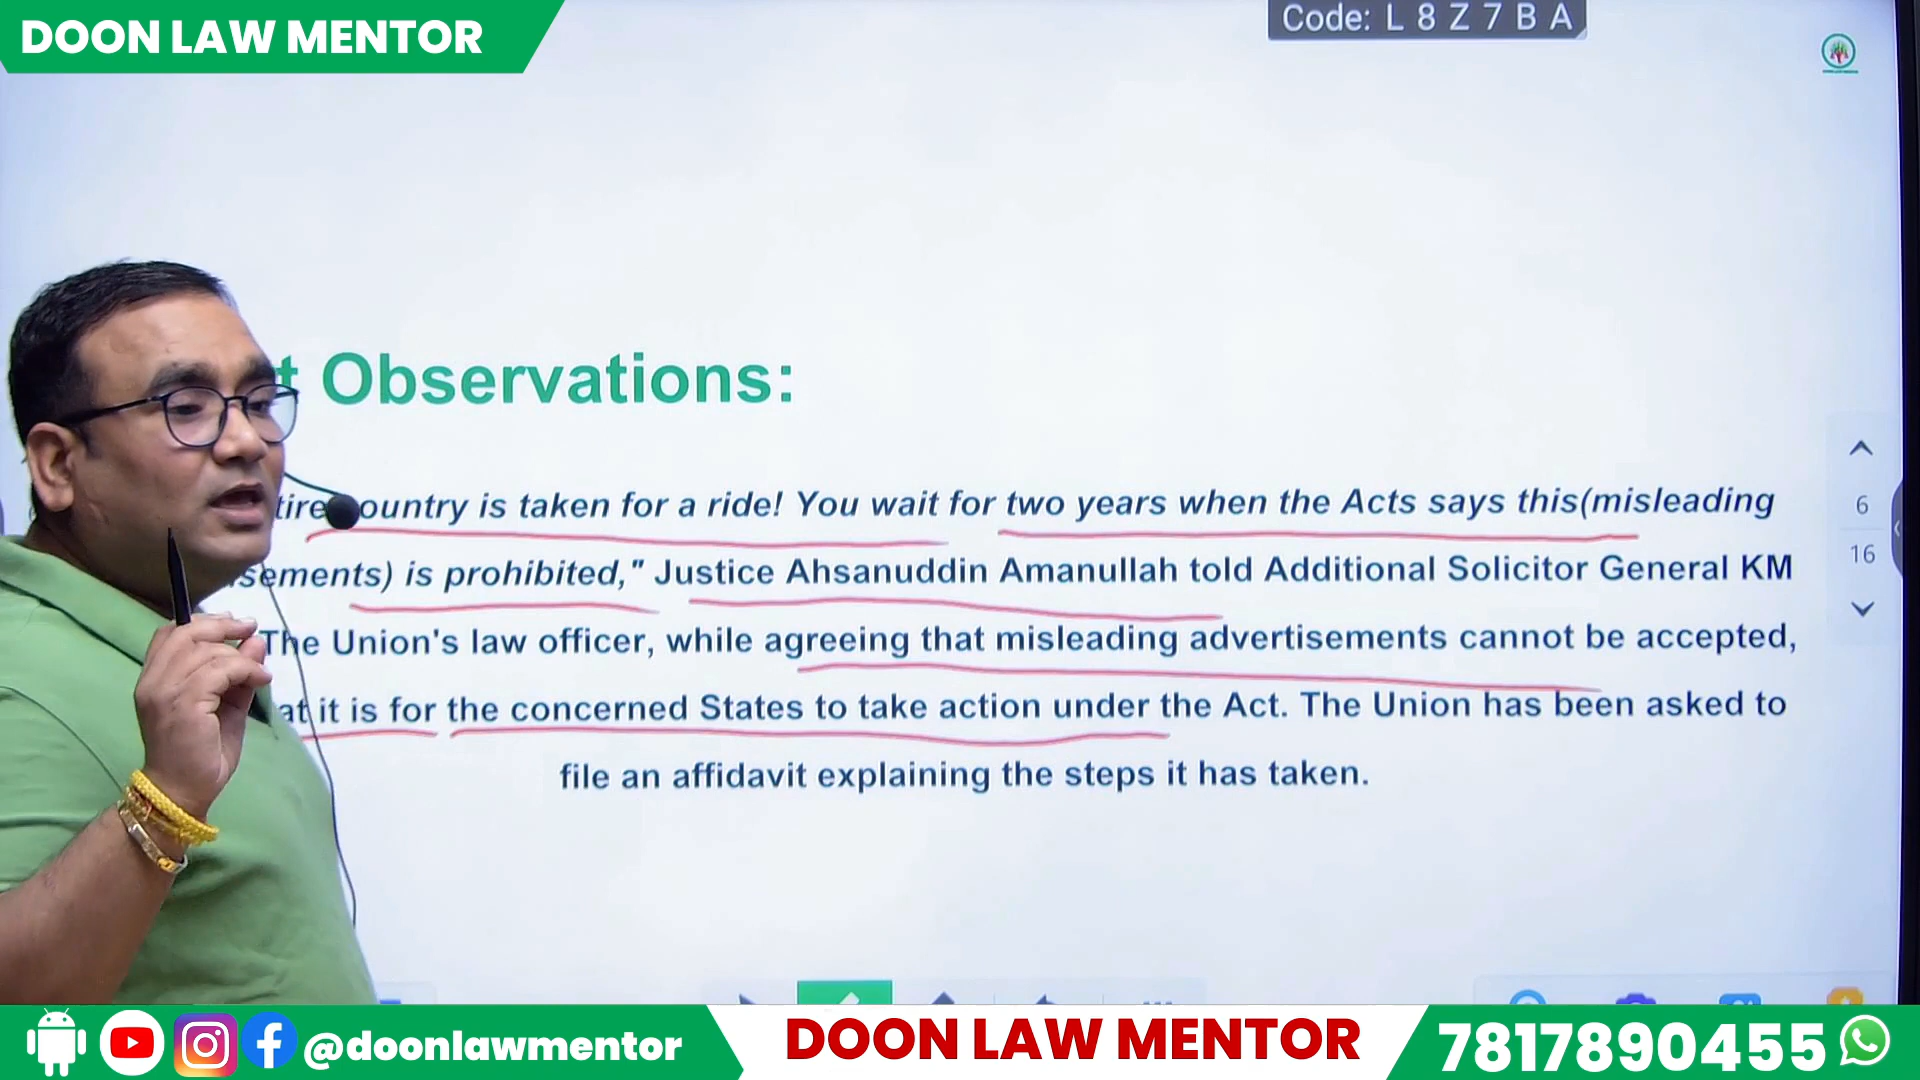 DOON LAW MENTOR
Code: L 8 Z 7 B A
Observations:
country is taken for a ride! You wait for two years when the Acts says this(misleading
is prohibited," Justice Ahsanuddin Amanullah told Additional Solicitor General KM
The Union's law officer, while agreeing that misleading advertisements cannot be accepted,
it is for the concerned States to take action under the Act. The Union has been asked to
file an affidavit explaining the steps it has taken.
6
16
@doonlawmentor
DOON LAW MENTOR
7817890455